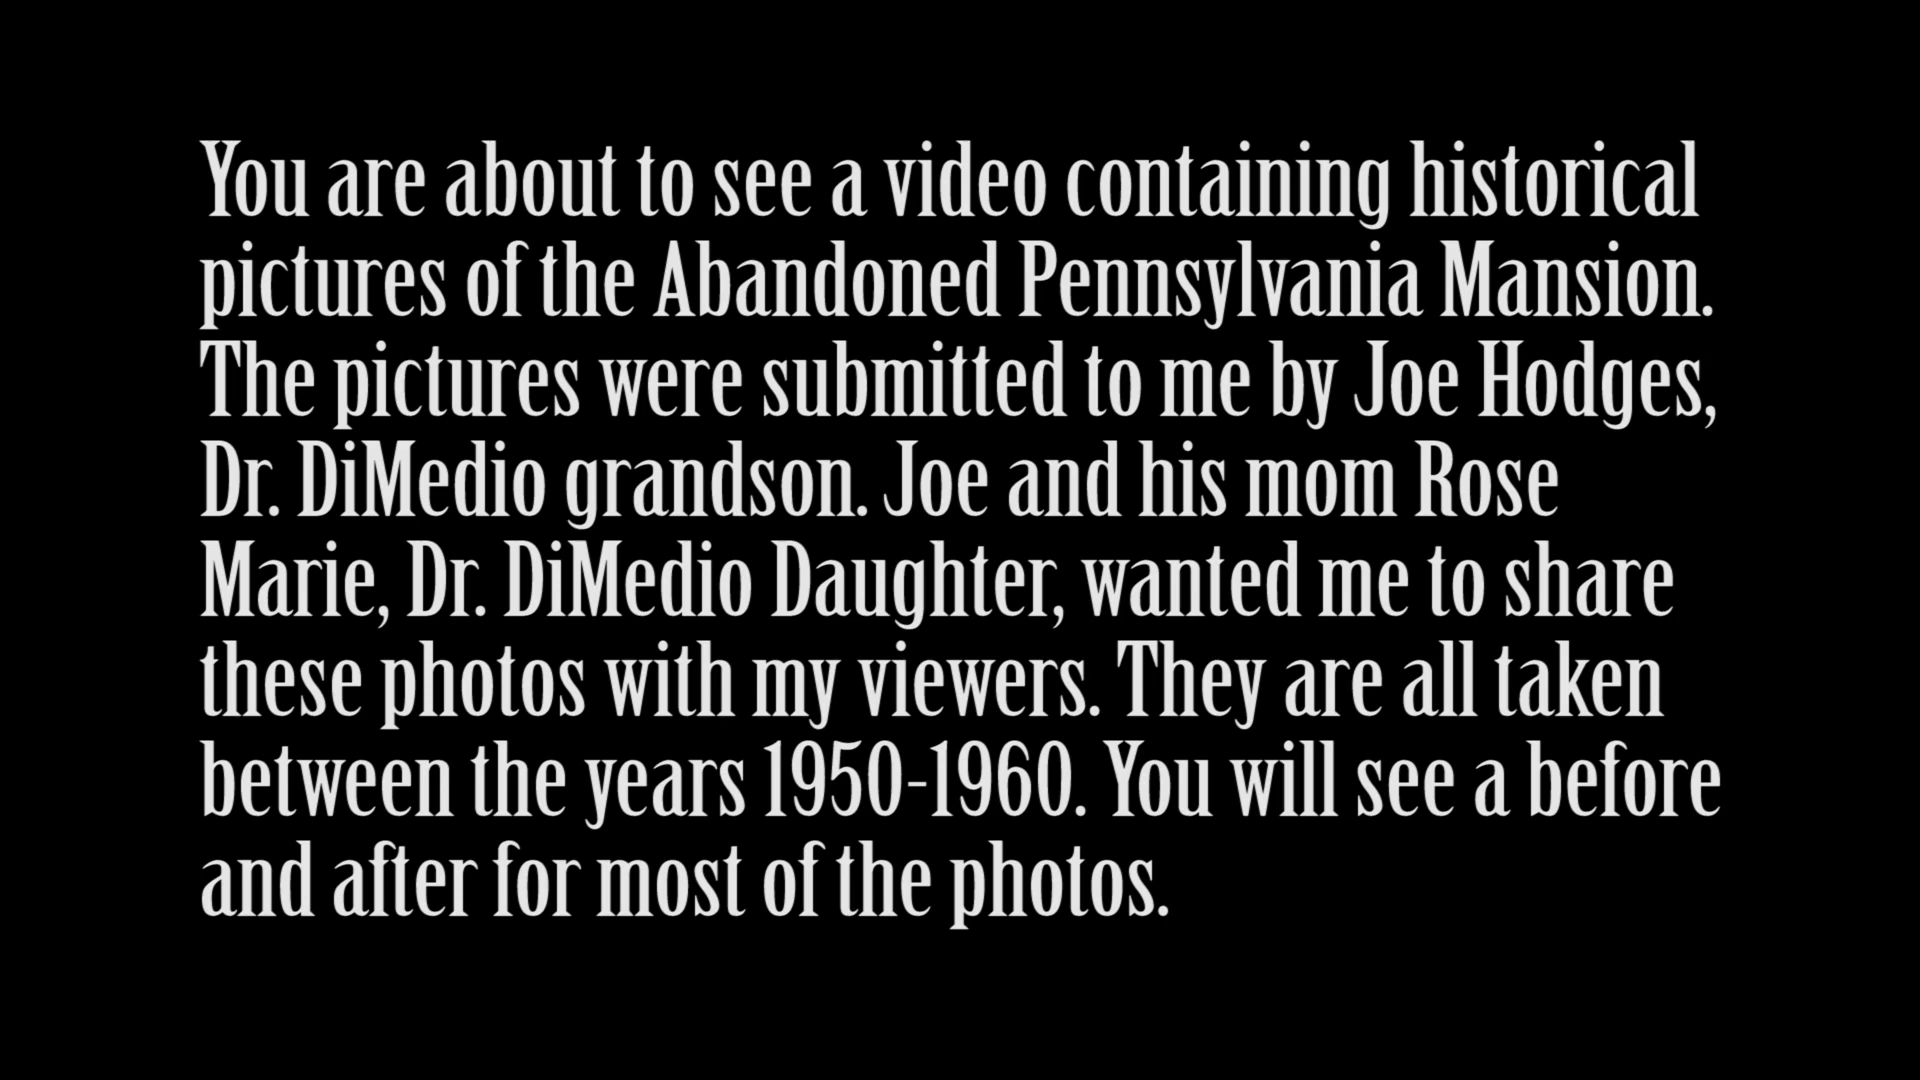 You are about to see a video containing historical
pictures of the Abandoned Pennsylvania Mansion.
The pictures were submitted to me by Joe Hodges,
Dr. DiMedio grandson. Joe and his mom Rose
Marie, Dr. DiMedio Daughter, wanted me to share
these photos with my viewers. They are all taken
between the years 1950-1960. You will see a before
and after for most of the photos.